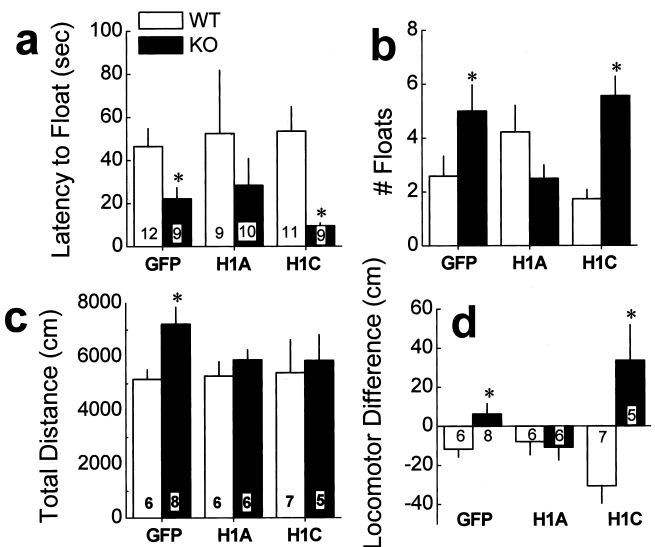 a
Latency to Float (sec)
WT
KO
100
80
60
40
20
0
*
*
12 9 9 10 11 9
GFP H1A H1C
b
# Floats
8
6
4
2
0
*
*
GFP H1A H1C
c
Total Distance (cm)
8000
6000
4000
2000
0
*
6 8 6 6 7 5
GFP H1A H1C
d
Locomotor Difference (cm)
60
40
20
0
-20
-40
*
*
6 8 6 6 7 5
GFP H1A H1C